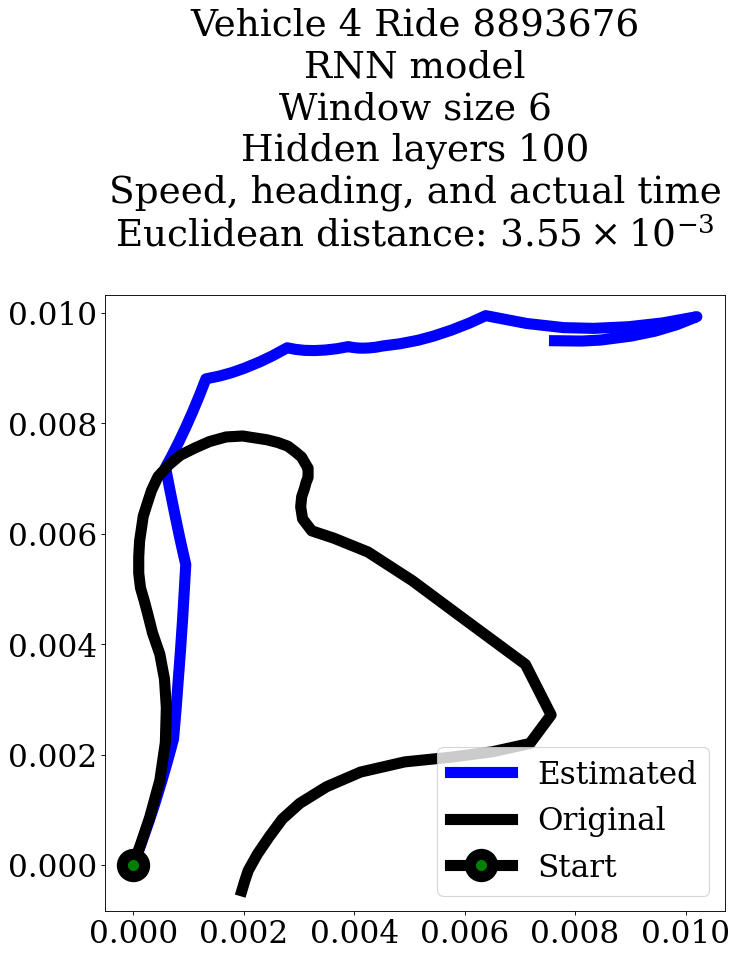 Vehicle 4 Ride 8893676
RNN model
Window size 6
Hidden layers 100
Speed, heading, and actual time
Euclidean distance: 3.55 × 10⁻³
0.010
0.008
0.006
0.004
0.002
0.000
Estimated
Original
Start
0.000 0.002 0.004 0.006 0.008 0.010